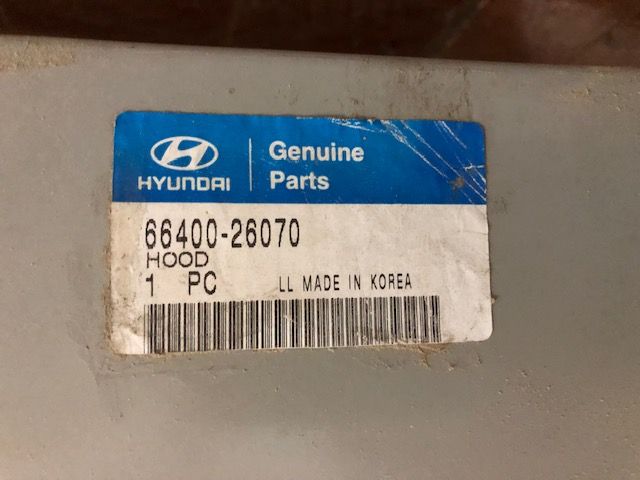 HYUNDAI
Genuine
Parts
66400-26070
HOOD
1 PC
LL MADE IN KOREA